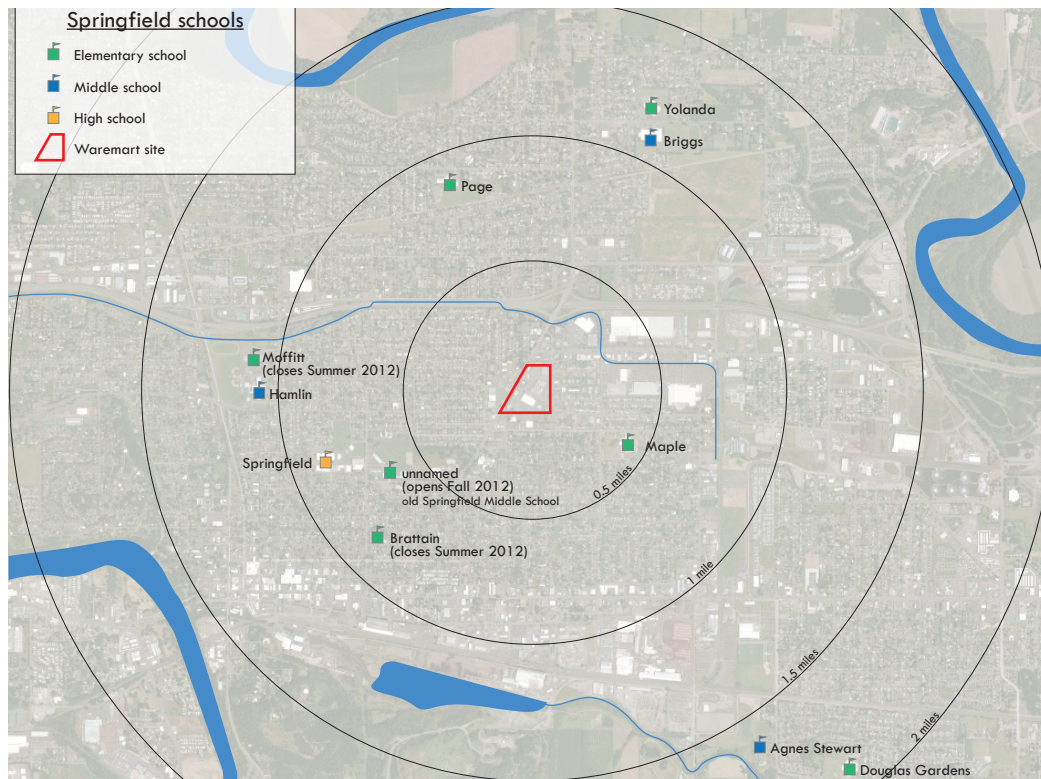 Springfield schools
Elementary school
Middle school
High school
Waremart site
Yolanda
Briggs
Page
Moffitt
(closes Summer 2012)
Hamlin
Maple
Springfield
unnamed
(opens Fall 2012)
old Springfield Middle School
0.5 miles
Brattain
(closes Summer 2012)
1 mile
1.5 miles
2 miles
Agnes Stewart
Douglas Gardens